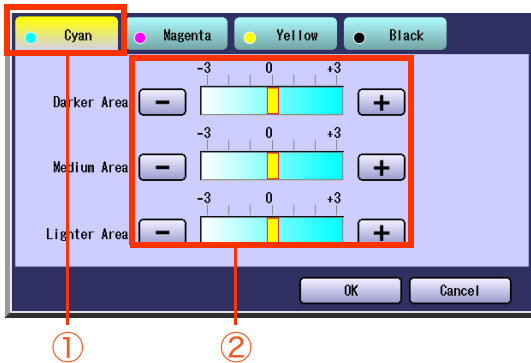 Cyan Magenta Yellow Black
-3 0 +3
Darker Area − +
-3 0 +3
Medium Area − +
-3 0 +3
Lighter Area − +
OK Cancel
① ②